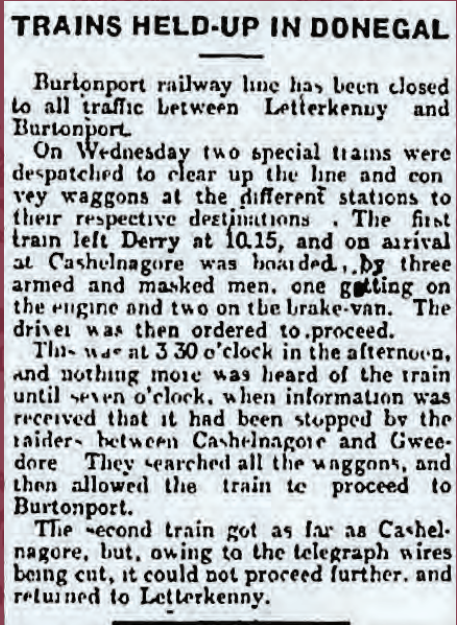 TRAINS HELD-UP IN DONEGAL
Burtonport railway line has been closed
to all traffic between Letterkenny and
Burtonport.
On Wednesday two special trains were
despatched to clear up the line and con
vey waggons at the different stations to
their respective destinations . The first
train left Derry at 10.15, and on arrival
at Cashelnagore was boarded, by three
armed and masked men, one getting on
the engine and two on the brake-van. The
driver was then ordered to proceed.
This was at 3 30 o'clock in the afternoon,
and nothing more was heard of the train
until seven o'clock, when information was
received that it had been stopped by the
raiders between Cashelnagore and Gwee-
dore They searched all the waggons, and
then allowed the train to proceed to
Burtonport.
The second train got as far as Cashel-
nagore, but, owing to the telegraph wires
being cut, it could not proceed further, and
returned to Letterkenny.